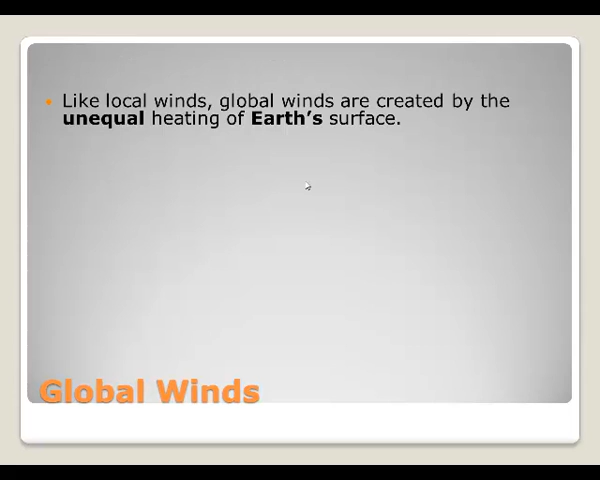 Like local winds, global winds are created by the
unequal heating of Earth’s surface.
Global Winds